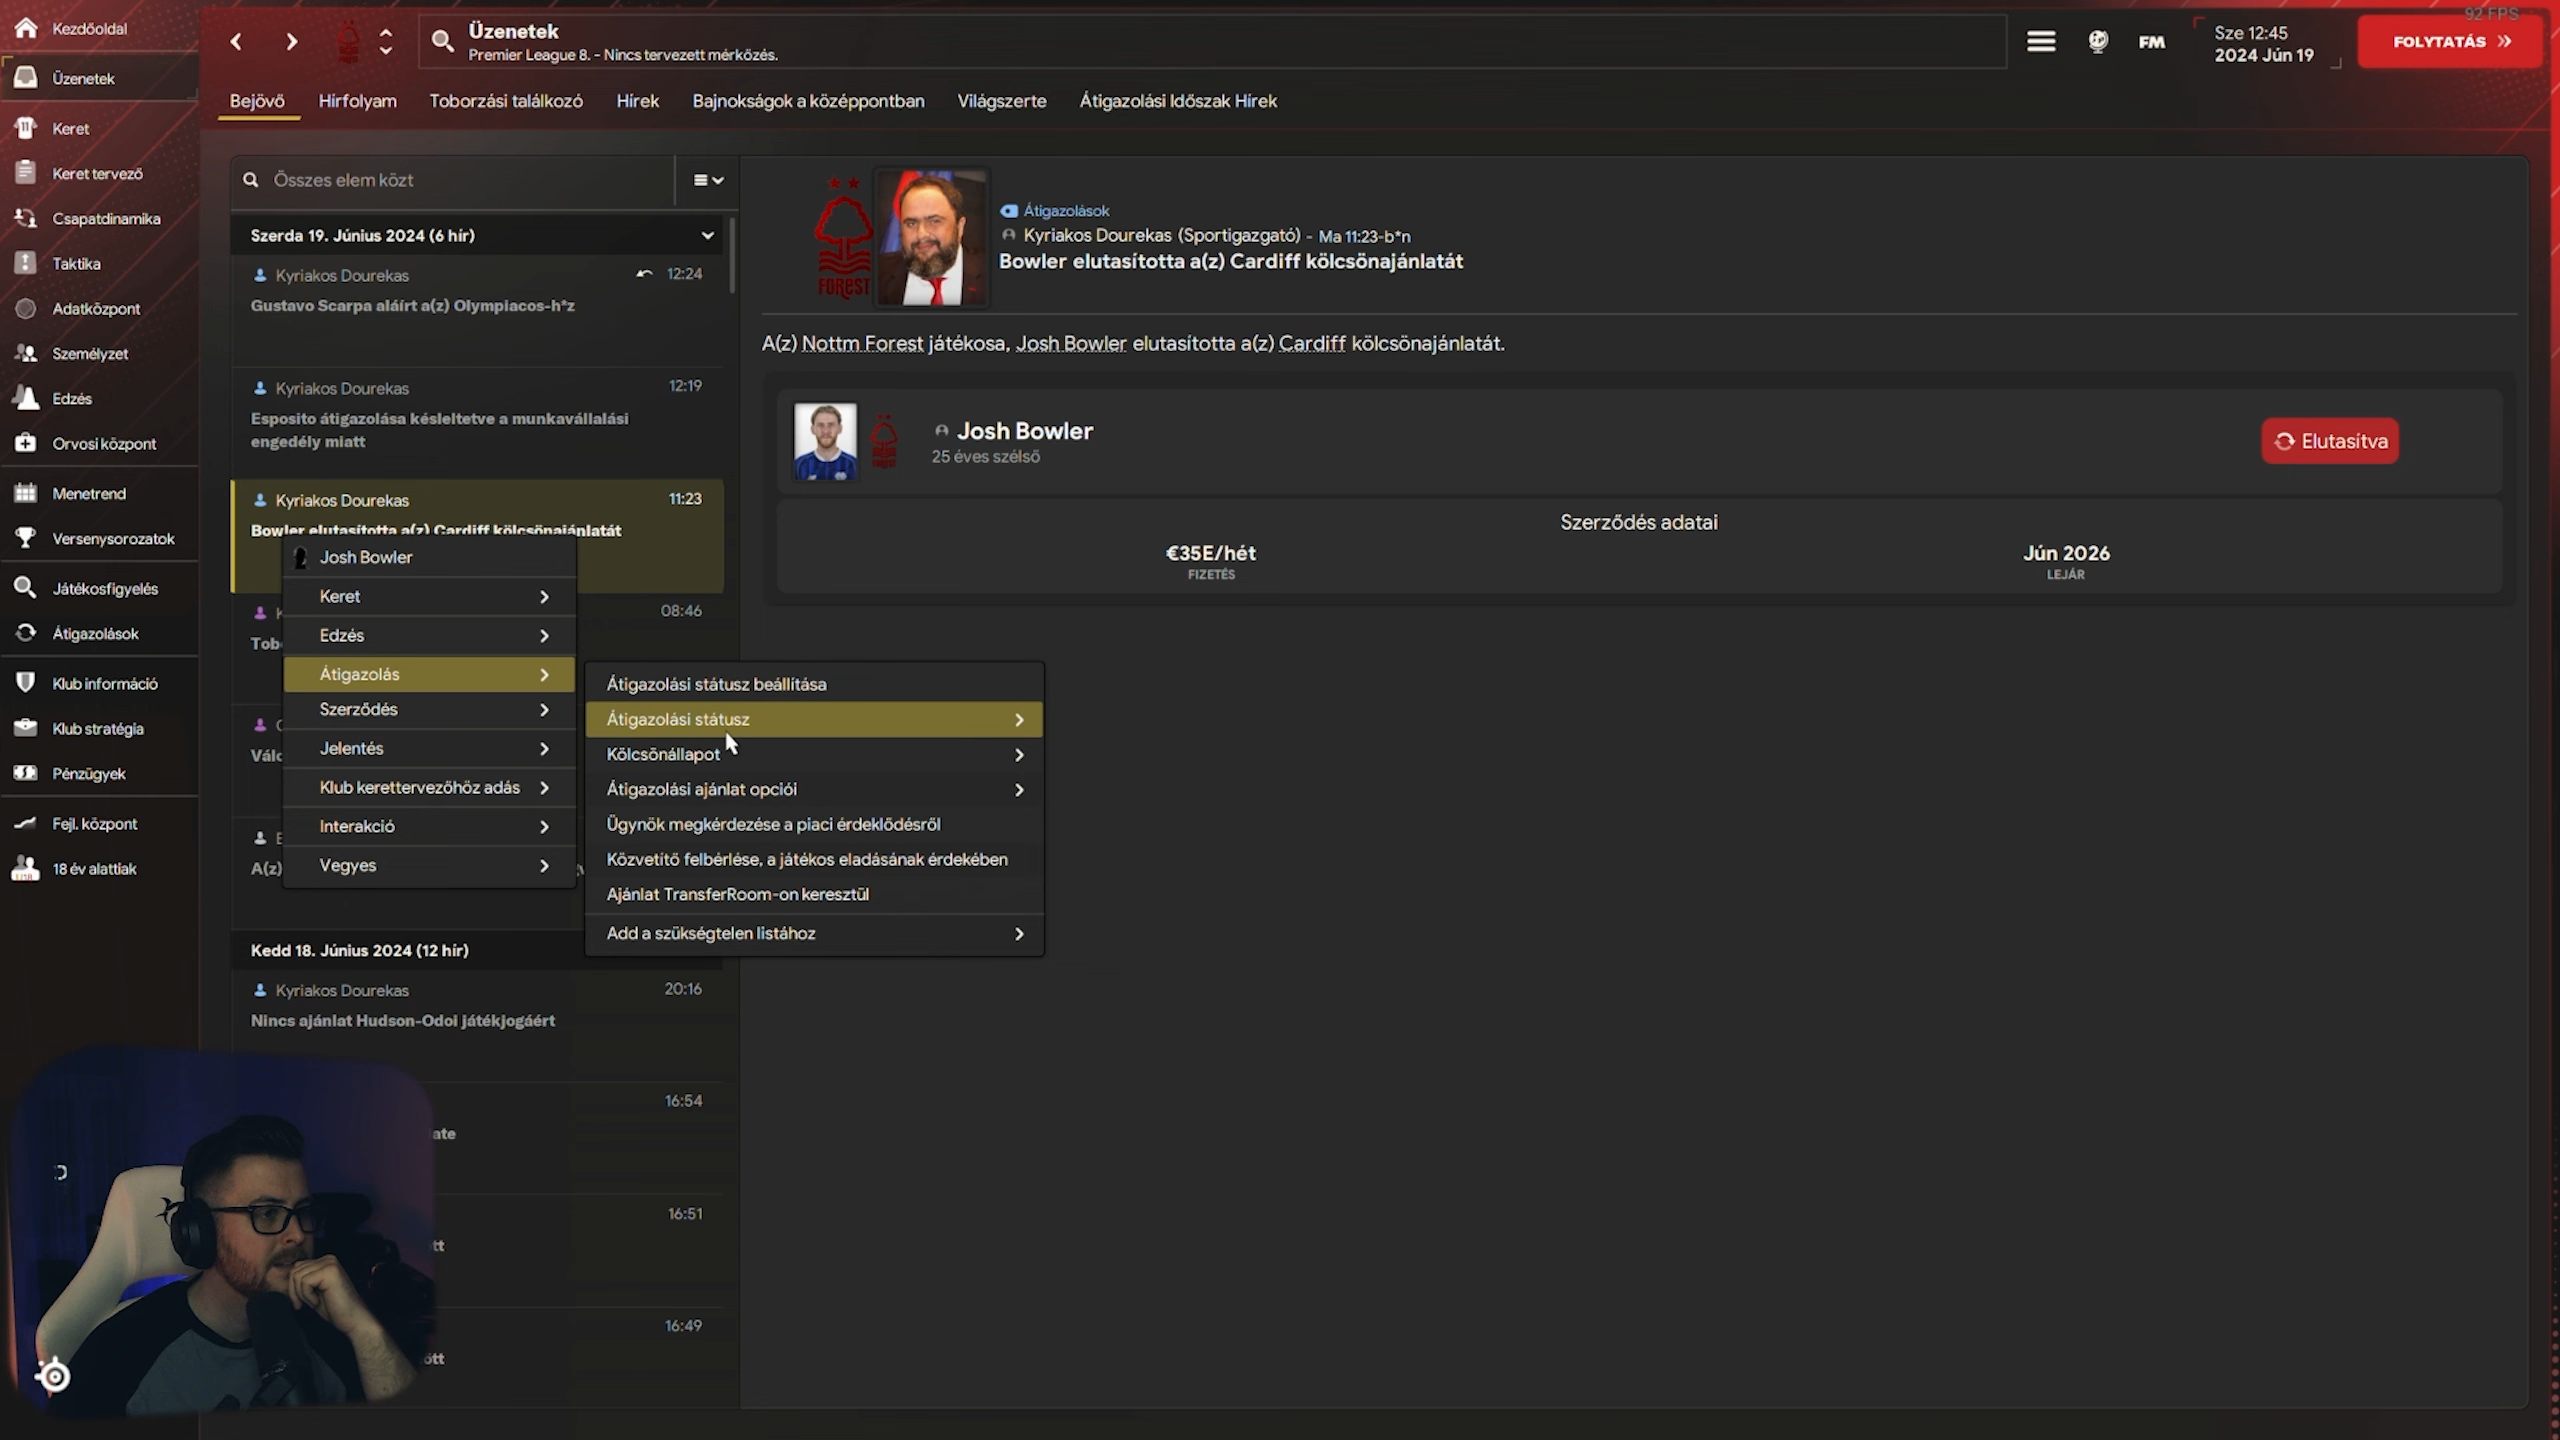 92 FPS
Kezdőoldal
Üzenetek
Keret
Keret tervező
Csapatdinamika
Taktika
Adatközpont
Személyzet
Edzés
Orvosi központ
Menetrend
Versenysorozatok
Játékosfigyelés
Átigazolások
Klub információ
Klub stratégia
Pénzügyek
Fejl. központ
18 év alattiak
Üzenetek
Premier League 8. - Nincs tervezett mérkőzés.
FM
Sze 12:45
2024 Jún 19
FOLYTATÁS
Bejövő
Hírfolyam
Toborzási találkozó
Hírek
Bajnokságok a középpontban
Világszerte
Átigazolási Időszak Hírek
Összes elem közt
Szerda 19. Június 2024 (6 hír)
Kyriakos Dourekas
12:24
Gustavo Scarpa aláírt a(z) Olympiacos-h*z
Kyriakos Dourekas
12:19
Esposito átigazolása késleltetve a munkavállalási
engedély miatt
Kyriakos Dourekas
11:23
Bowler elutasította a(z) Cardiff kölcsönajánlatát
08:46
A(z)
Josh Bowler
Keret
Edzés
Átigazolás
Szerződés
Jelentés
Klub kerettervezőhöz adás
Interakció
Vegyes
Átigazolási státusz beállítása
Átigazolási státusz
Kölcsönállapot
Átigazolási ajánlat opciói
Ügynök megkérdezése a piaci érdeklődésről
Közvetítő felbérlése, a játékos eladásának érdekében
Ajánlat TransferRoom-on keresztül
Add a szükségtelen listához
Kedd 18. Június 2024 (12 hír)
Kyriakos Dourekas
20:16
Nincs ajánlat Hudson-Odoi játékjogáért
16:54
16:51
16:49
FOREST
Átigazolások
Kyriakos Dourekas (Sportigazgató) - Ma 11:23-b*n
Bowler elutasította a(z) Cardiff kölcsönajánlatát
A(z) Nottm Forest játékosa, Josh Bowler elutasította a(z) Cardiff kölcsönajánlatát.
Josh Bowler
25 éves szélső
Elutasítva
Szerződés adatai
€35E/hét
FIZETÉS
Jún 2026
LEJÁR